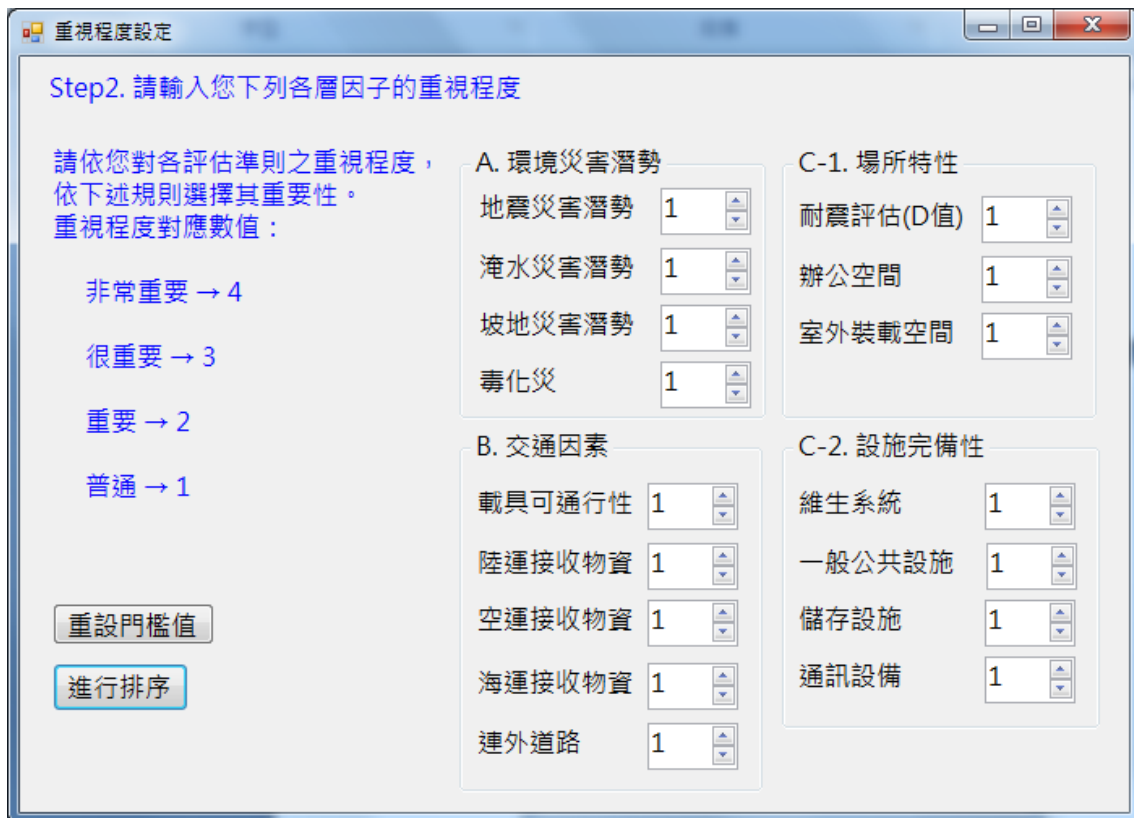 重視程度設定
Step2. 請輸入您下列各層因子的重視程度
請依您對各評估準則之重視程度，
依下述規則選擇其重要性。
重視程度對應數值：
非常重要 → 4
很重要 → 3
重要 → 2
普通 → 1
重設門檻值
進行排序
A. 環境災害潛勢
地震災害潛勢 1
淹水災害潛勢 1
坡地災害潛勢 1
毒化災 1
B. 交通因素
載具可通行性 1
陸運接收物資 1
空運接收物資 1
海運接收物資 1
連外道路 1
C-1. 場所特性
耐震評估(D值) 1
辦公空間 1
室外裝載空間 1
C-2. 設施完備性
維生系統 1
一般公共設施 1
儲存設施 1
通訊設備 1